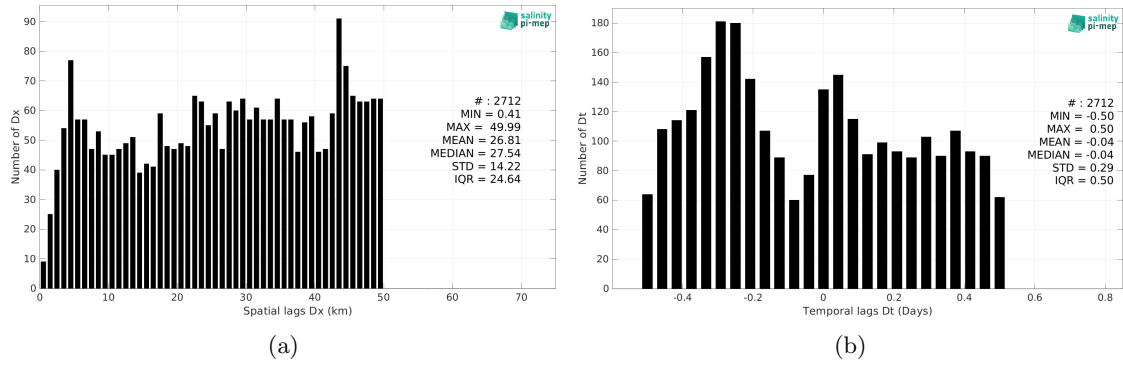 salinity
pi-mep
90
80
70
60
50
40
30
20
10
0
Number of Dx
# : 2712
MIN = 0.41
MAX = 49.99
MEAN = 26.81
MEDIAN = 27.54
STD = 14.22
IQR = 24.64
0 10 20 30 40 50 60 70
Spatial lags Dx (km)
(a)
salinity
pi-mep
180
160
140
120
100
80
60
40
20
0
Number of Dt
# : 2712
MIN = -0.50
MAX = 0.50
MEAN = -0.04
MEDIAN = -0.04
STD = 0.29
IQR = 0.50
-0.4 -0.2 0 0.2 0.4 0.6 0.8
Temporal lags Dt (Days)
(b)